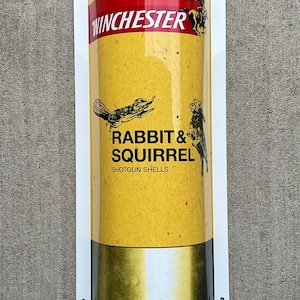 WINCHESTER
RABBIT &
SQUIRREL
SHOTGUN SHELLS